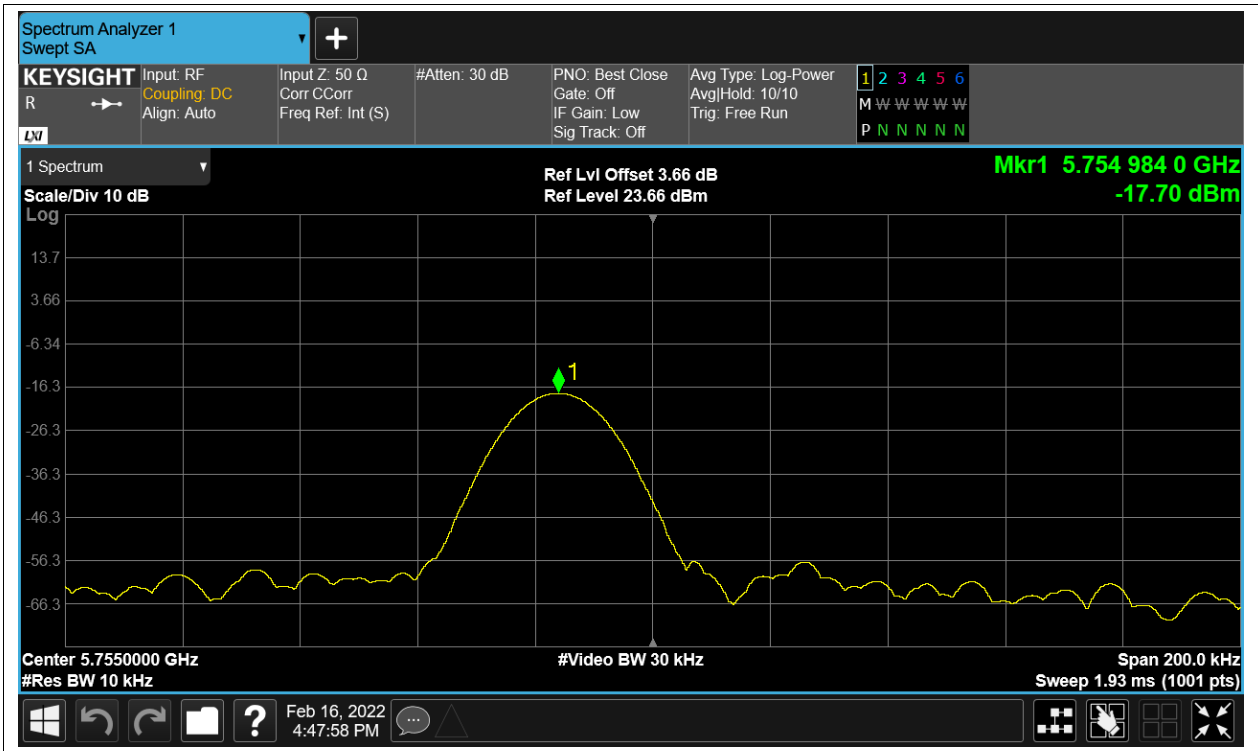 Spectrum Analyzer 1
Swept SA
KEYSIGHT
R
LXI
Input: RF
Coupling: DC
Align: Auto
Input Z: 50 Ω
Corr CCorr
Freq Ref: Int (S)
#Atten: 30 dB
PNO: Best Close
Gate: Off
IF Gain: Low
Sig Track: Off
Avg Type: Log-Power
Avg|Hold: 10/10
Trig: Free Run
1 2 3 4 5 6
M W W W W W
P N N N N N
1 Spectrum
Scale/Div 10 dB
Log
Ref Lvl Offset 3.66 dB
Ref Level 23.66 dBm
Mkr1 5.754 984 0 GHz
-17.70 dBm
13.7
3.66
-6.34
-16.3
-26.3
-36.3
-46.3
-56.3
-66.3
1
Center 5.7550000 GHz
#Res BW 10 kHz
#Video BW 30 kHz
Span 200.0 kHz
Sweep 1.93 ms (1001 pts)
?
Feb 16, 2022
4:47:58 PM